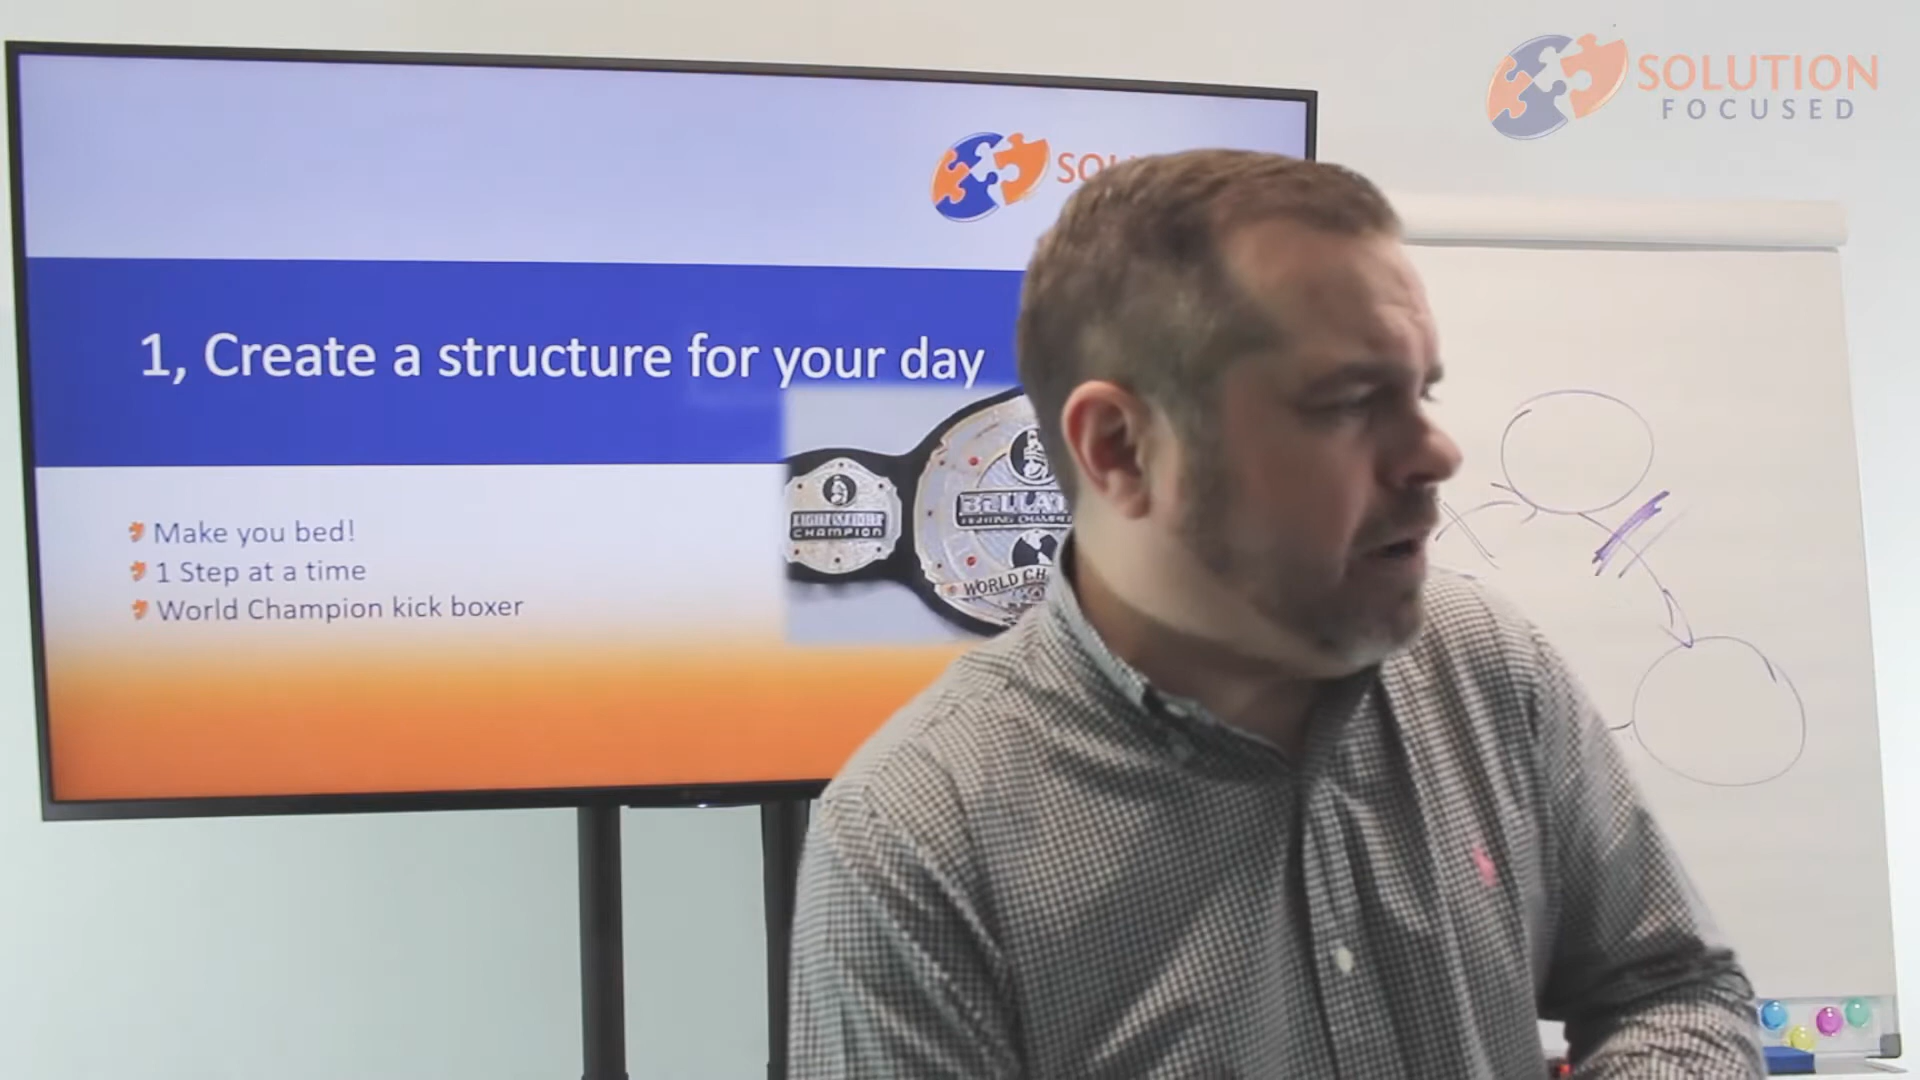 SOLUTION
FOCUSED
1, Create a structure for your day
Make you bed!
1 Step at a time
World Champion kick boxer
CHAMPION
WORLD